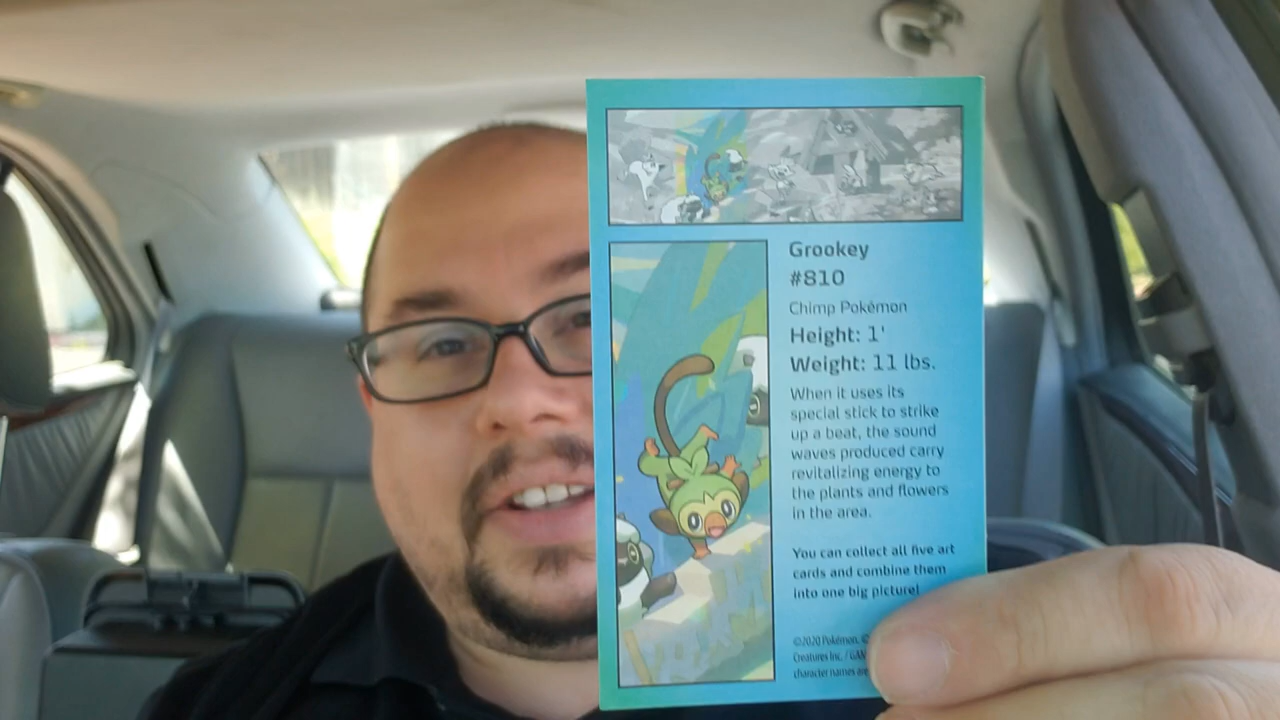 Grookey
#810
Chimp Pokémon
Height: 1'
Weight: 11 lbs.
When it uses its
special stick to strike
up a beat, the sound
waves produced carry
revitalizing energy to
the plants and flowers
in the area.
You can collect all five art
cards and combine them
into one big picture!
©2020 Pokémon. ©
Creatures Inc. / GAM
character names are